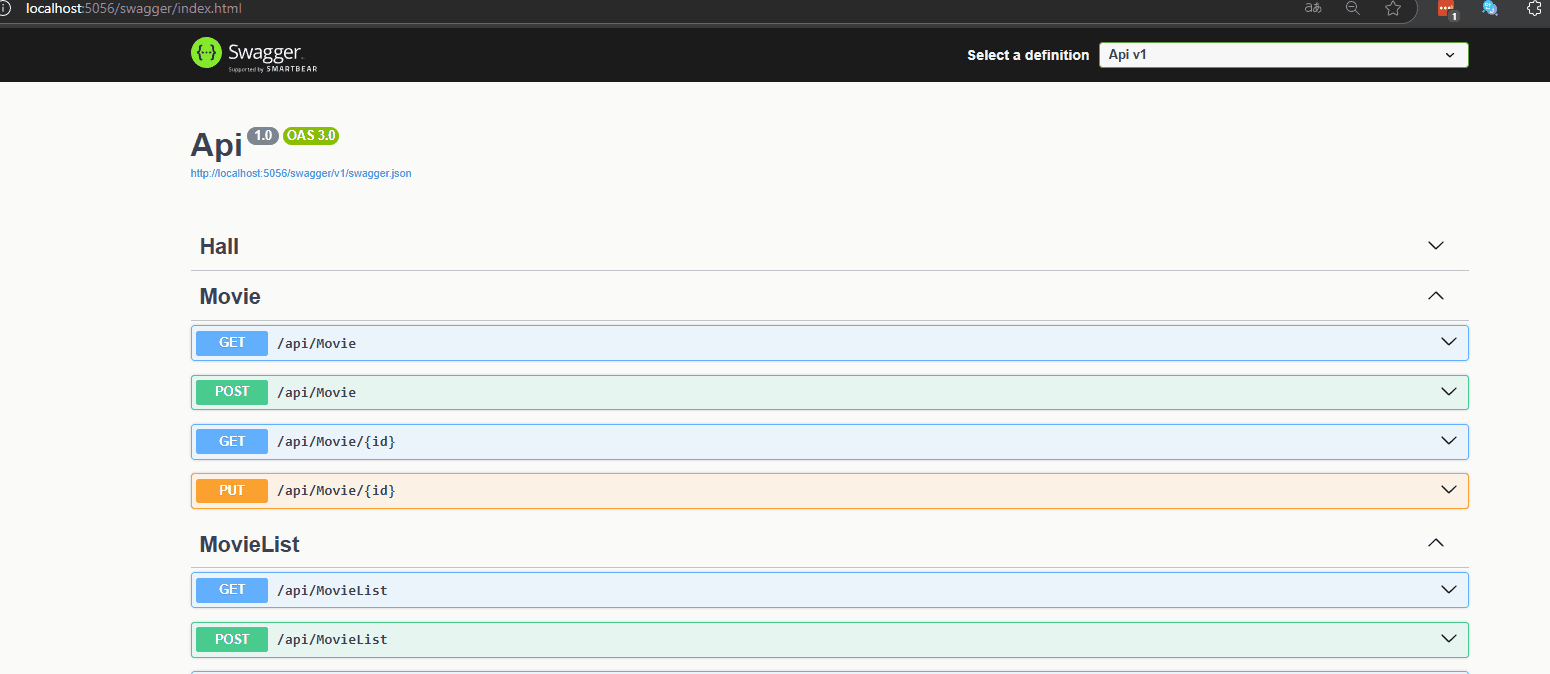 localhost:5056/swagger/index.html
aあ
1
Swagger
Supported by SMARTBEAR
Select a definition
Api v1
Api 1.0 OAS 3.0
http://localhost:5056/swagger/v1/swagger.json
Hall
Movie
GET /api/Movie
POST /api/Movie
GET /api/Movie/{id}
PUT /api/Movie/{id}
MovieList
GET /api/MovieList
POST /api/MovieList